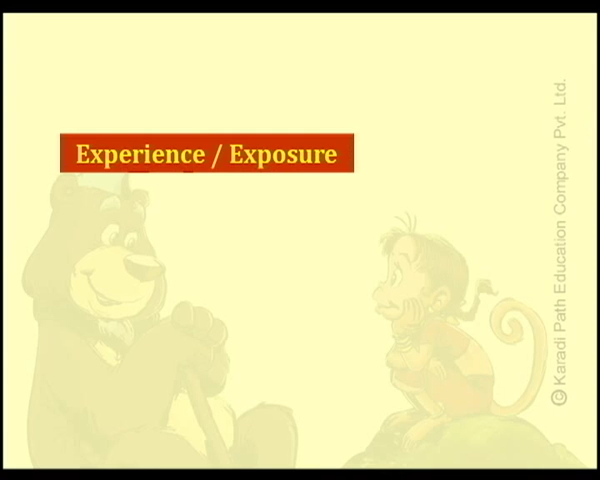 Experience / Exposure
© Karadi Path Education Company Pvt. Ltd.